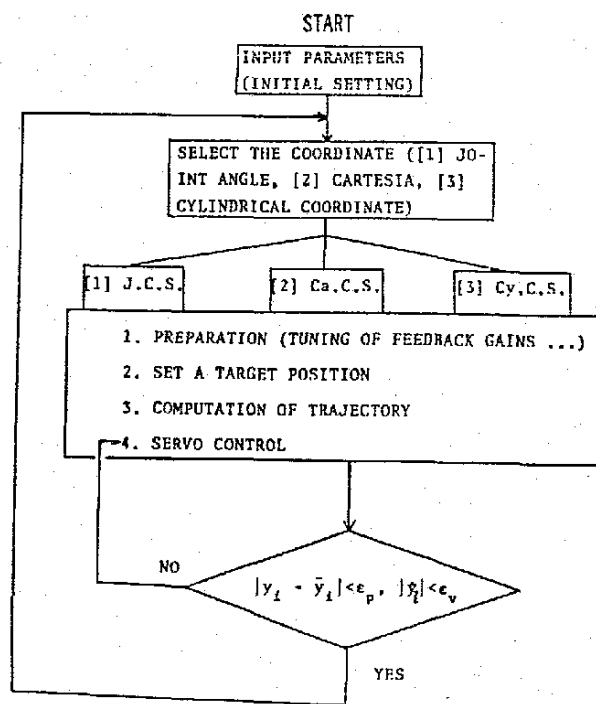 START
INPUT PARAMETERS
(INITIAL SETTING)
SELECT THE COORDINATE ([1] JO-
INT ANGLE, [2] CARTESIA, [3]
CYLINDRICAL COORDINATE)
[1] J.C.S.
[2] Ca.C.S.
[3] Cy.C.S.
1. PREPARATION (TUNING OF FEEDBACK GAINS ...)
2. SET A TARGET POSITION
3. COMPUTATION OF TRAJECTORY
4. SERVO CONTROL
NO
|y_i - ȳ_i|<ε_p, |ẏ_i|<ε_v
YES